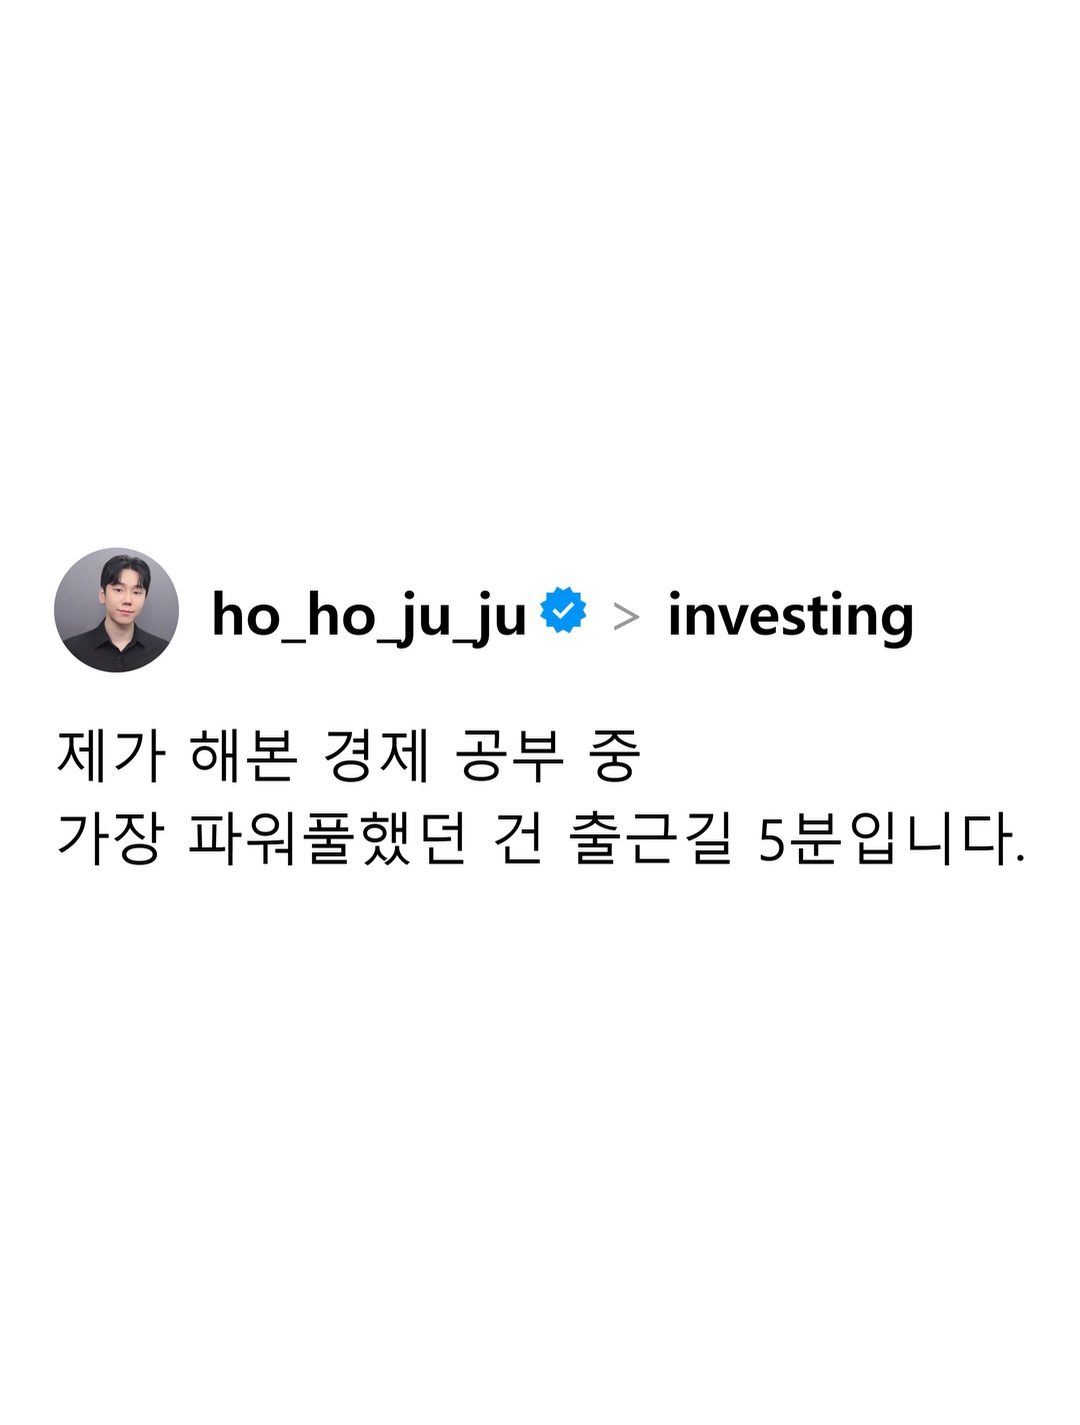 ho_ho_ju_ju > investing
제가 해본 경제 공부 중
가장 파워풀했던 건 출근길 5분입니다.